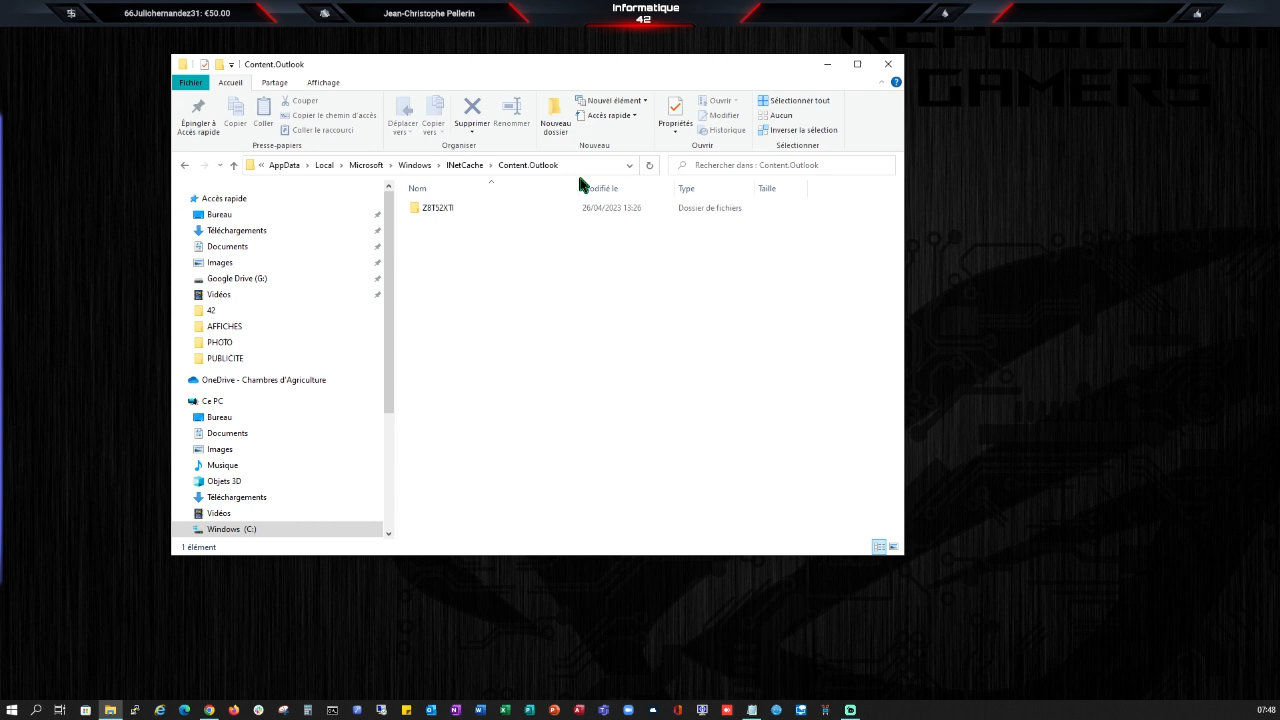 66Juliohernandez31: €50.00
Jean-Christophe Pellerin
Informatique
42
REPUBLIC OF
GAMERS
Content.Outlook
Fichier
Accueil
Partage
Affichage
Épingler à
Accès rapide
Copier
Coller
Couper
Copier le chemin d'accès
Coller le raccourci
Presse-papiers
Déplacer
vers
Copier
vers
Supprimer
Renommer
Organiser
Nouveau
dossier
Nouvel élément
Accès rapide
Nouveau
Propriétés
Ouvrir
Modifier
Historique
Ouvrir
Sélectionner tout
Aucun
Inverser la sélection
Sélectionner
« AppData › Local › Microsoft › Windows › INetCache › Content.Outlook
Rechercher dans : Content.Outlook
Nom
odifié le
Type
Taille
Z8T52XTI
26/04/2023 13:26
Dossier de fichiers
Accès rapide
Bureau
Téléchargements
Documents
Images
Google Drive (G:)
Vidéos
42
AFFICHES
PHOTO
PUBLICITE
OneDrive - Chambres d'Agriculture
Ce PC
Bureau
Documents
Images
Musique
Objets 3D
Téléchargements
Vidéos
Windows (C:)
1 élément
07:48